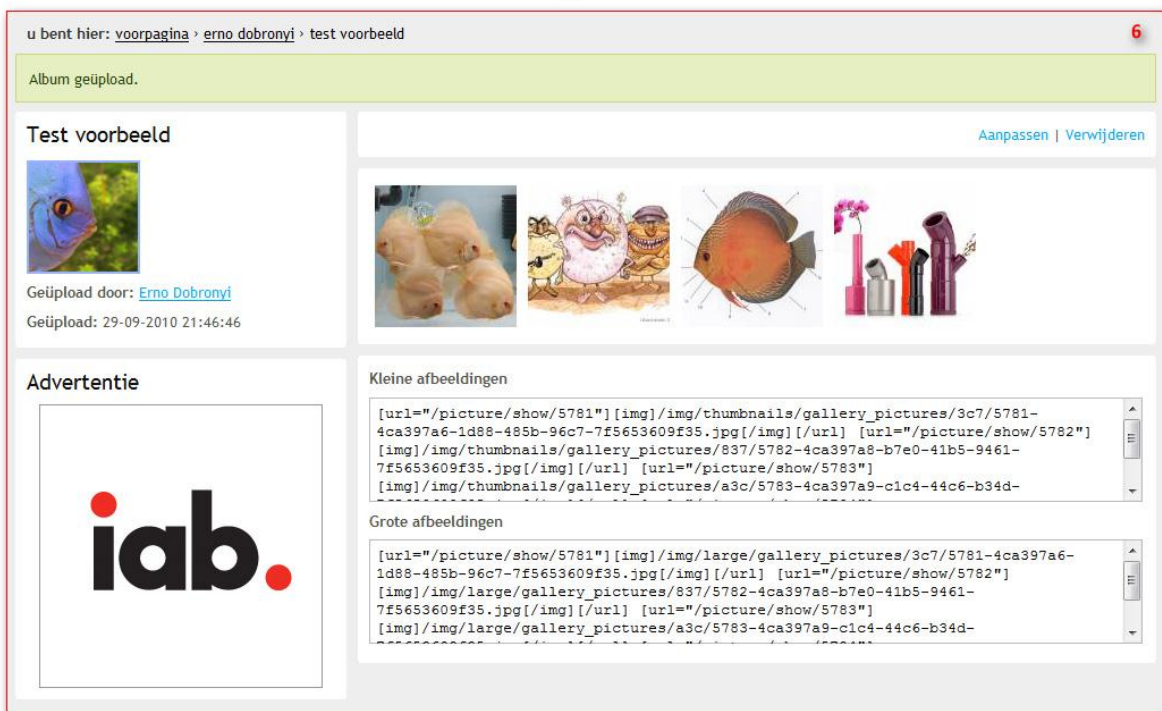 u bent hier: voorpagina › erno dobronyi › test voorbeeld
6
Album geüpload.
Test voorbeeld
Geüpload door: Erno Dobronyi
Geüpload: 29-09-2010 21:46:46
Aanpassen | Verwijderen
Advertentie
iab.
Kleine afbeeldingen
[url="/picture/show/5781"][img]/img/thumbnails/gallery_pictures/3c7/5781-
4ca397a6-1d88-485b-96c7-7f5653609f35.jpg[/img][/url] [url="/picture/show/5782"]
[img]/img/thumbnails/gallery_pictures/837/5782-4ca397a8-b7e0-41b5-9461-
7f5653609f35.jpg[/img][/url] [url="/picture/show/5783"]
[img]/img/thumbnails/gallery_pictures/a3c/5783-4ca397a9-c1c4-44c6-b34d-
Grote afbeeldingen
[url="/picture/show/5781"][img]/img/large/gallery_pictures/3c7/5781-4ca397a6-
1d88-485b-96c7-7f5653609f35.jpg[/img][/url] [url="/picture/show/5782"]
[img]/img/large/gallery_pictures/837/5782-4ca397a8-b7e0-41b5-9461-
7f5653609f35.jpg[/img][/url] [url="/picture/show/5783"]
[img]/img/large/gallery_pictures/a3c/5783-4ca397a9-c1c4-44c6-b34d-